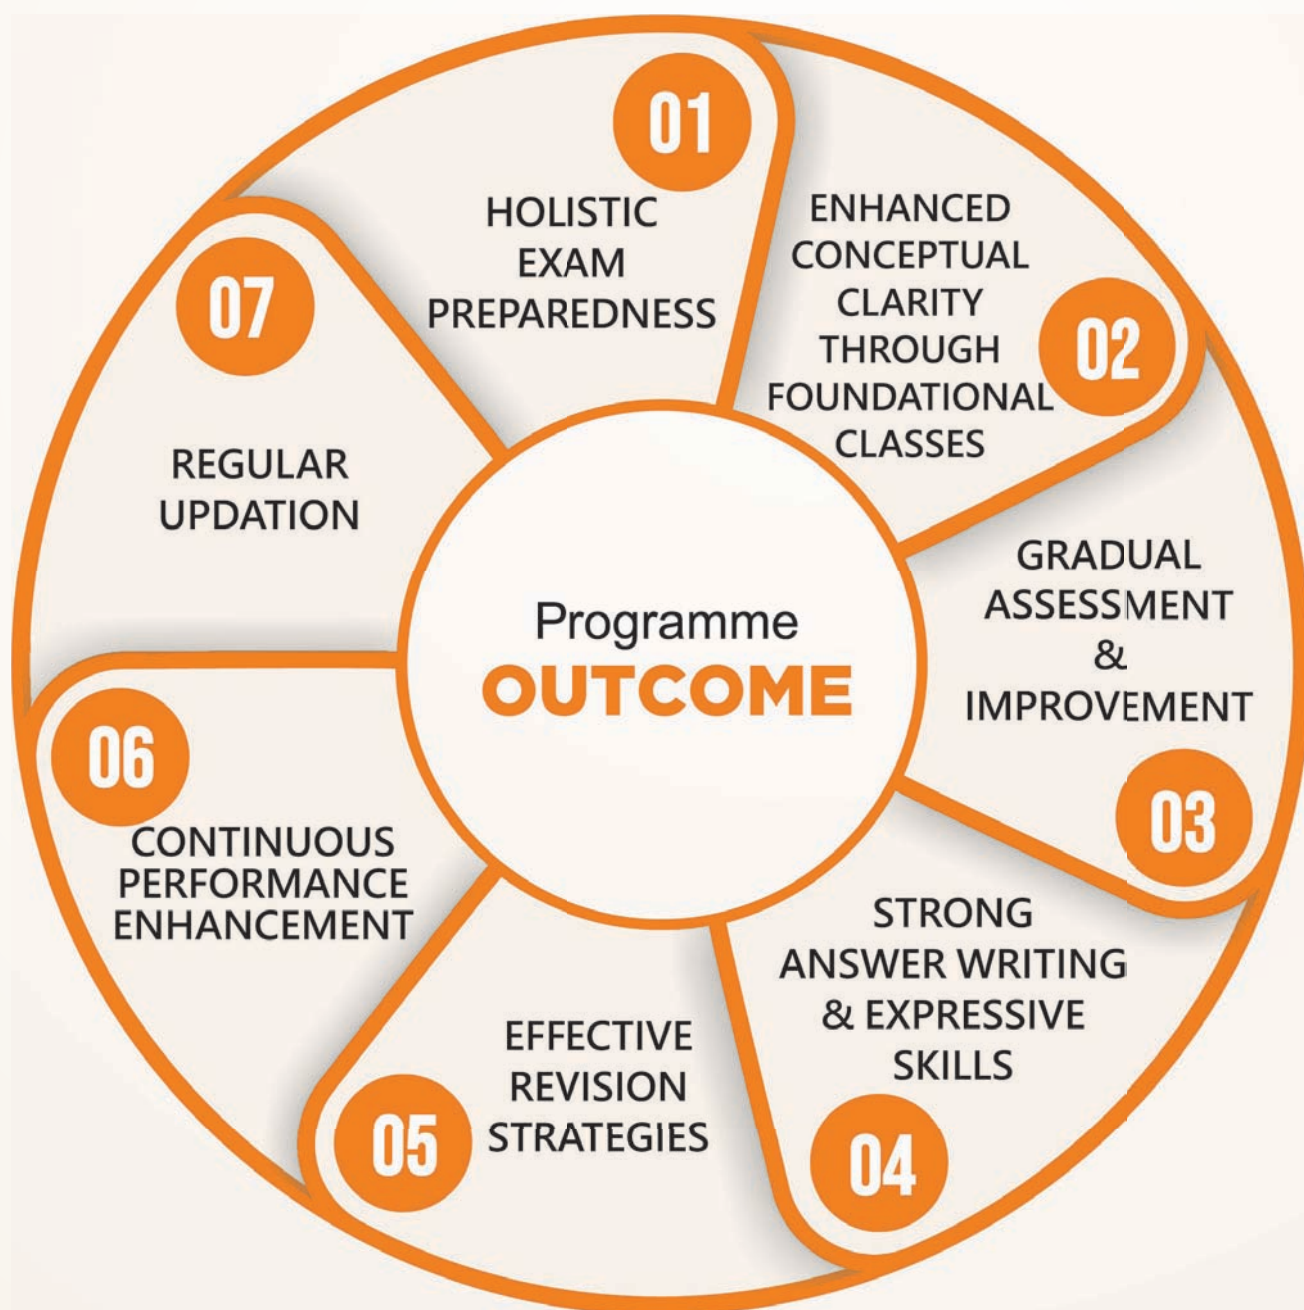 Programme
OUTCOME
01
HOLISTIC
EXAM
PREPAREDNESS
02
ENHANCED
CONCEPTUAL
CLARITY
THROUGH
FOUNDATIONAL
CLASSES
03
GRADUAL
ASSESSMENT
&
IMPROVEMENT
04
STRONG
ANSWER WRITING
& EXPRESSIVE
SKILLS
05
EFFECTIVE
REVISION
STRATEGIES
06
CONTINUOUS
PERFORMANCE
ENHANCEMENT
07
REGULAR
UPDATION